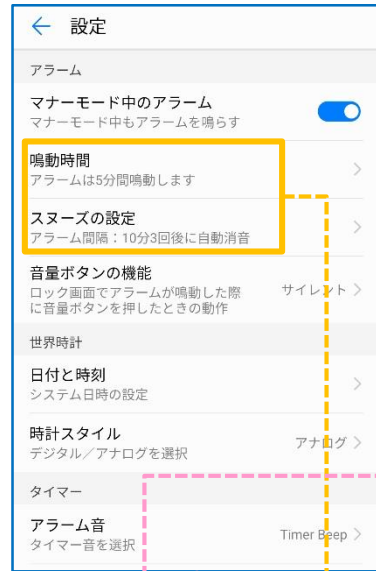 ← 設定
アラーム
マナーモード中のアラーム
マナーモード中もアラームを鳴らす
鳴動時間
アラームは5分間鳴動します
スヌーズの設定
アラーム間隔：10分3回後に自動消音
音量ボタンの機能
ロック画面でアラームが鳴動した際
に音量ボタンを押したときの動作
サイレント
世界時計
日付と時刻
システム日時の設定
時計スタイル
デジタル／アナログを選択
アナログ
タイマー
アラーム音
タイマー音を選択
Timer Beep